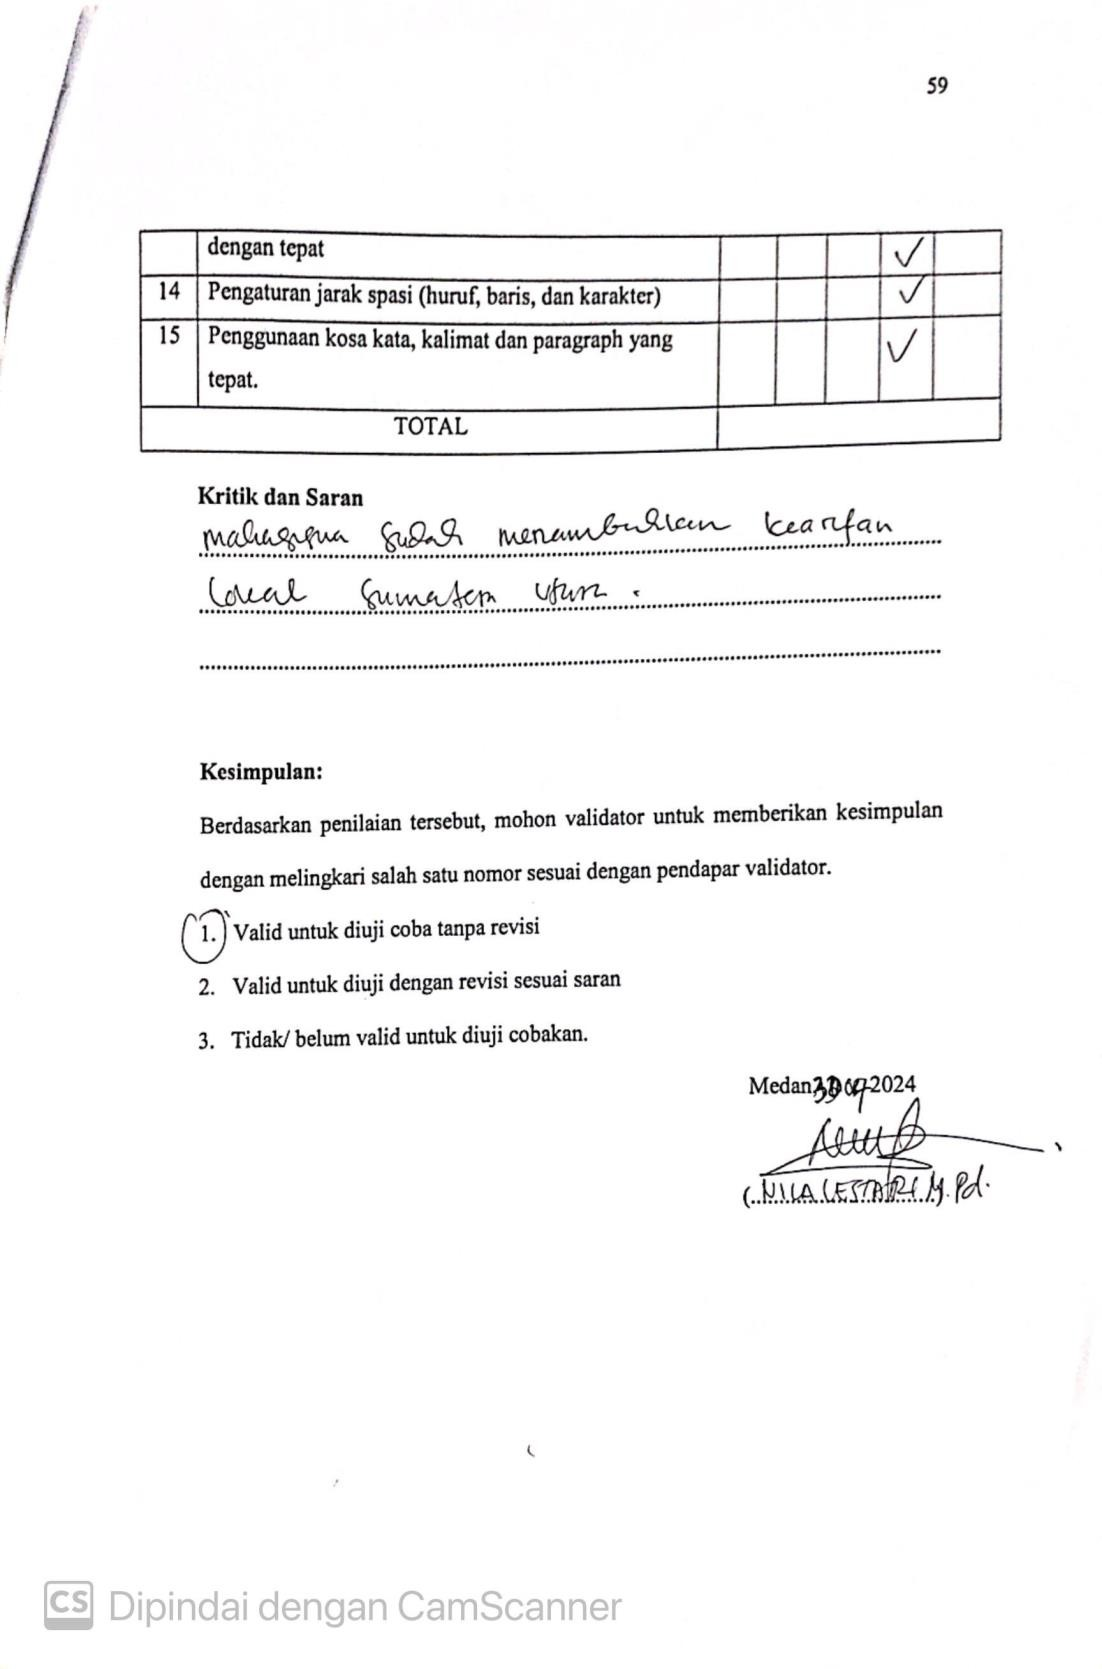 59
dengan tepat ✓
14 Pengaturan jarak spasi (huruf, baris, dan karakter) ✓
15 Penggunaan kosa kata, kalimat dan paragraph yang
tepat. ✓
TOTAL
Kritik dan Saran
mahasiswa sudah menambahkan kearifan
lokal Sumatera Utara.
Kesimpulan:
Berdasarkan penilaian tersebut, mohon validator untuk memberikan kesimpulan
dengan melingkari salah satu nomor sesuai dengan pendapar validator.
1. Valid untuk diuji coba tanpa revisi
2. Valid untuk diuji dengan revisi sesuai saran
3. Tidak/ belum valid untuk diuji cobakan.
Medan, 2024
(..NILA LESTARI, M.Pd.
CS Dipindai dengan CamScanner